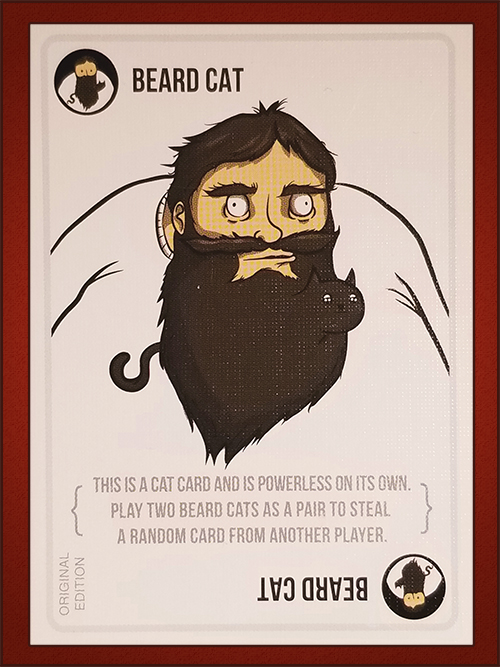 BEARD CAT
THIS IS A CAT CARD AND IS POWERLESS ON ITS OWN.
PLAY TWO BEARD CATS AS A PAIR TO STEAL
A RANDOM CARD FROM ANOTHER PLAYER.
ORIGINAL
EDITION
BEARD CAT